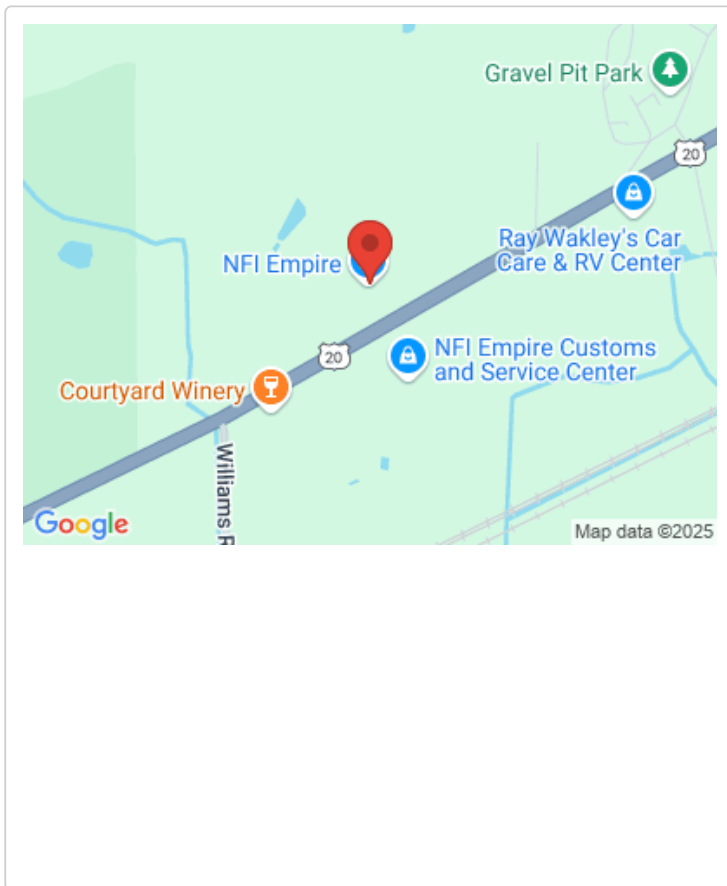 Gravel Pit Park
20
Ray Wakley's Car
Care & RV Center
NFI Empire
20
NFI Empire Customs
and Service Center
Courtyard Winery
Williams R
Google
Map data ©2025